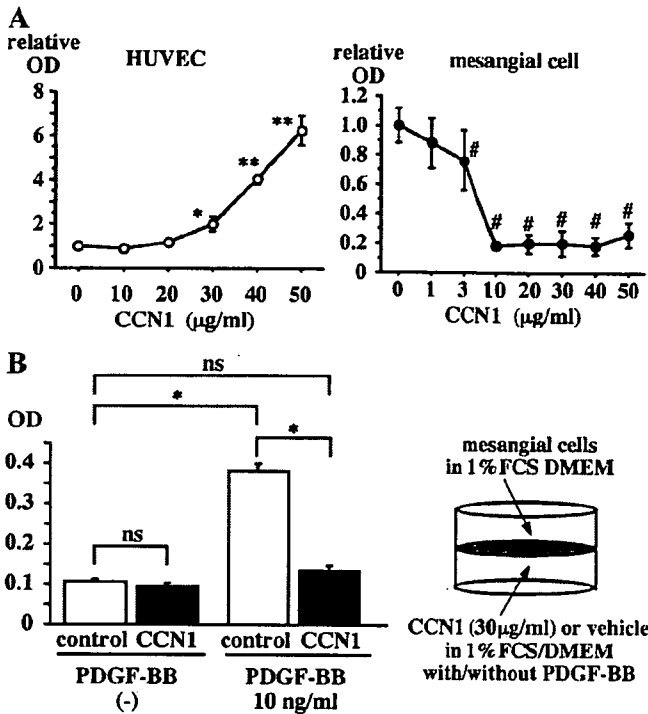 A
relative
OD
HUVEC
8
6
4
2
0
*
**
**
0 10 20 30 40 50
CCN1 (μg/ml)
relative
OD
mesangial cell
1.2
1.0
0.8
0.6
0.4
0.2
0
# # # # # #
0 1 3 10 20 30 40 50
CCN1 (μg/ml)
B
OD
ns
*
*
ns
0.4
0.3
0.2
0.1
0
control CCN1 control CCN1
PDGF-BB
(-)
PDGF-BB
10 ng/ml
mesangial cells
in 1%FCS DMEM
CCN1 (30μg/ml) or vehicle
in 1%FCS/DMEM
with/without PDGF-BB